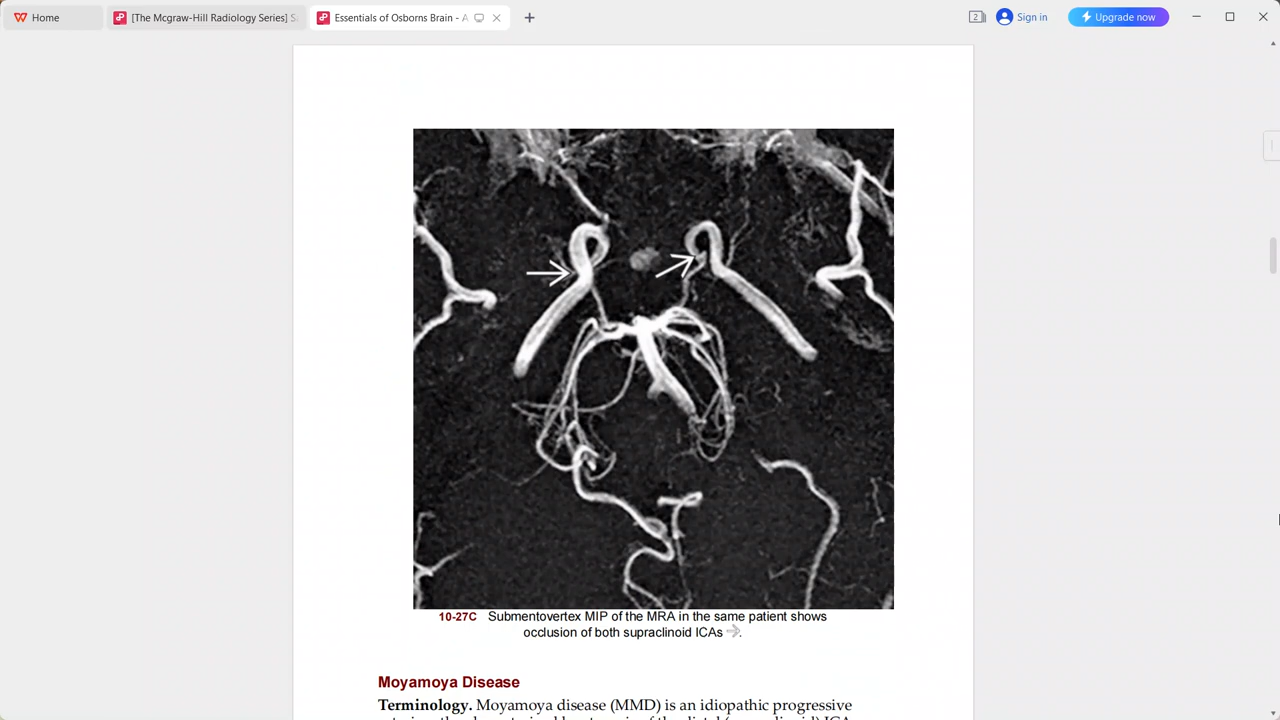 Home
[The Mcgraw-Hill Radiology Series] S
Essentials of Osborns Brain - A
2
Sign in
Upgrade now
10-27C Submentovertex MIP of the MRA in the same patient shows
occlusion of both supraclinoid ICAs
Moyamoya Disease
Terminology. Moyamoya disease (MMD) is an idiopathic progressive